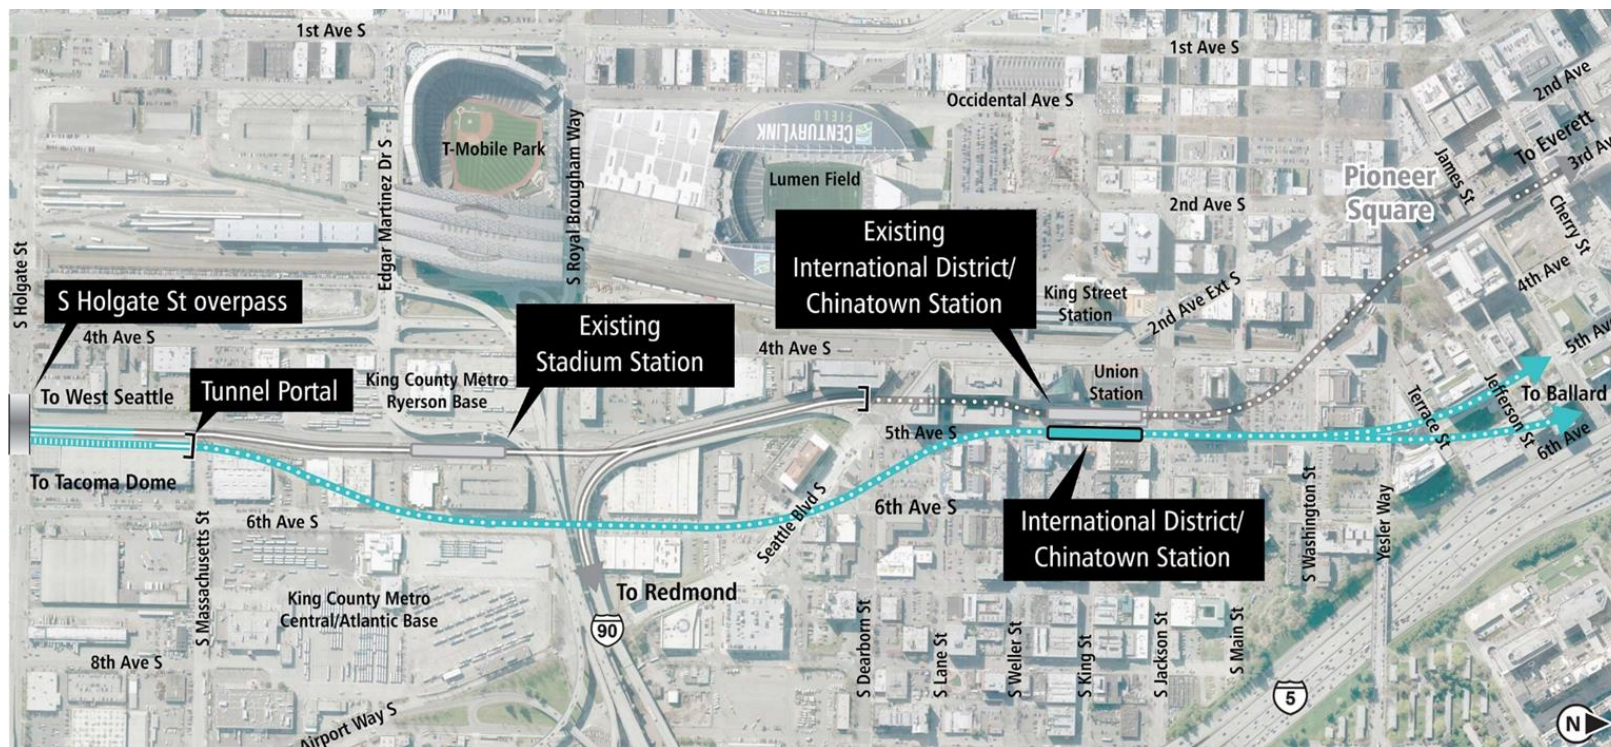 1st Ave S
1st Ave S
2nd Ave
Occidental Ave S
To Everett
3rd Av
CENTURYLINK
FIELD
T-Mobile Park
Edgar Martinez Dr S
S Royal Brougham Way
Lumen Field
James St
Cherry St
Pioneer
Square
2nd Ave S
S Holgate St
Existing
International District/
Chinatown Station
King Street
Station
2nd Ave Ext S
4th Ave
S Holgate St overpass
4th Ave S
Existing
Stadium Station
4th Ave S
5th Ave
To West Seattle
Tunnel Portal
King County Metro
Ryerson Base
Union
Station
Terrace St
Jefferson St
To Ballard
5th Ave S
6th Ave
To Tacoma Dome
6th Ave S
6th Ave S
Seattle Blvd S
International District/
Chinatown Station
S Washington St
Yesler Way
S Massachusetts St
To Redmond
King County Metro
Central/Atlantic Base
90
8th Ave S
S Dearborn St
S Lane St
S Weller St
S King St
S Jackson St
S Main St
5
Airport Way S
N